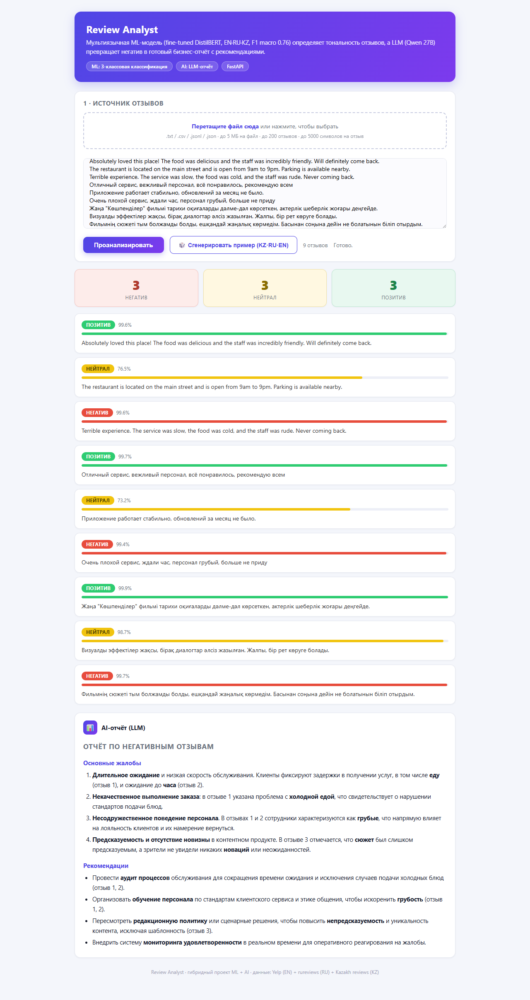 Review Analyst
Мультиязычная ML-модель (fine-tuned DistilBERT, EN·RU·KZ, F1 macro 0.76) определяет тональность отзывов, а LLM (Qwen 27B)
превращает негатив в готовый бизнес-отчёт с рекомендациями.
ML: 3-классовая классификация
AI: LLM-отчёт
FastAPI
1 · ИСТОЧНИК ОТЗЫВОВ
Перетащите файл сюда или нажмите, чтобы выбрать
.txt / .csv / .jsonl / .json · до 5 МБ на файл · до 200 отзывов · до 5000 символов на отзыв
Absolutely loved this place! The food was delicious and the staff was incredibly friendly. Will definitely come back.
The restaurant is located on the main street and is open from 9am to 9pm. Parking is available nearby.
Terrible experience. The service was slow, the food was cold, and the staff was rude. Never coming back.
Отличный сервис, вежливый персонал, всё понравилось, рекомендую всем
Приложение работает стабильно, обновлений за месяц не было.
Очень плохой сервис, ждали час, персонал грубый, больше не приду
Жаңа "Көшпенділер" фильмі тарихи оқиғаларды дәлме-дәл көрсеткен, актерлік шеберлік жоғары деңгейде.
Визуалды эффектілер жақсы, бірақ диалогтар әлсіз жазылған. Жалпы, бір рет көруге болады.
Фильмнің сюжеті тым болжамды болды, ешқандай жаңалық көрмедім. Басынан соңына дейін не болатынын біліп отырдым.
Проанализировать
Сгенерировать пример (KZ·RU·EN)
9 отзывов
Готово.
3
НЕГАТИВ
3
НЕЙТРАЛ
3
ПОЗИТИВ
ПОЗИТИВ 99.6%
Absolutely loved this place! The food was delicious and the staff was incredibly friendly. Will definitely come back.
НЕЙТРАЛ 76.5%
The restaurant is located on the main street and is open from 9am to 9pm. Parking is available nearby.
НЕГАТИВ 99.6%
Terrible experience. The service was slow, the food was cold, and the staff was rude. Never coming back.
ПОЗИТИВ 99.7%
Отличный сервис, вежливый персонал, всё понравилось, рекомендую всем
НЕЙТРАЛ 73.2%
Приложение работает стабильно, обновлений за месяц не было.
НЕГАТИВ 99.4%
Очень плохой сервис, ждали час, персонал грубый, больше не приду
ПОЗИТИВ 99.9%
Жаңа "Көшпенділер" фильмі тарихи оқиғаларды дәлме-дәл көрсеткен, актерлік шеберлік жоғары деңгейде.
НЕЙТРАЛ 98.7%
Визуалды эффектілер жақсы, бірақ диалогтар әлсіз жазылған. Жалпы, бір рет көруге болады.
НЕГАТИВ 99.7%
Фильмнің сюжеті тым болжамды болды, ешқандай жаңалық көрмедім. Басынан соңына дейін не болатынын біліп отырдым.
AI-отчёт (LLM)
ОТЧЁТ ПО НЕГАТИВНЫМ ОТЗЫВАМ
Основные жалобы
1. Длительное ожидание и низкая скорость обслуживания. Клиенты фиксируют задержки в получении услуг, в том числе еду
(отзыв 1), и ожидание до часа (отзыв 2).
2. Некачественное выполнение заказа: в отзыве 1 указана проблема с холодной едой, что свидетельствует о нарушении
стандартов подачи блюд.
3. Несодружественное поведение персонала. В отзывах 1 и 2 сотрудники характеризуются как грубые, что напрямую влияет
на лояльность клиентов и их намерение вернуться.
4. Предсказуемость и отсутствие новизны в контентном продукте. В отзыве 3 отмечается, что сюжет был слишком
предсказуемым, а зрители не увидели никаких новаций или неожиданностей.
Рекомендации
• Провести аудит процессов обслуживания для сокращения времени ожидания и исключения случаев подачи холодных блюд
(отзыв 1, 2).
• Организовать обучение персонала по стандартам клиентского сервиса и этике общения, чтобы искоренить грубость (отзыв
1, 2).
• Пересмотреть редакционную политику или сценарные решения, чтобы повысить непредсказуемость и уникальность
контента, исключая шаблонность (отзыв 3).
• Внедрить систему мониторинга удовлетворенности в реальном времени для оперативного реагирования на жалобы.
Review Analyst · гибридный проект ML + AI · данные: Yelp (EN) + rureviews (RU) + Kazakh reviews (KZ)